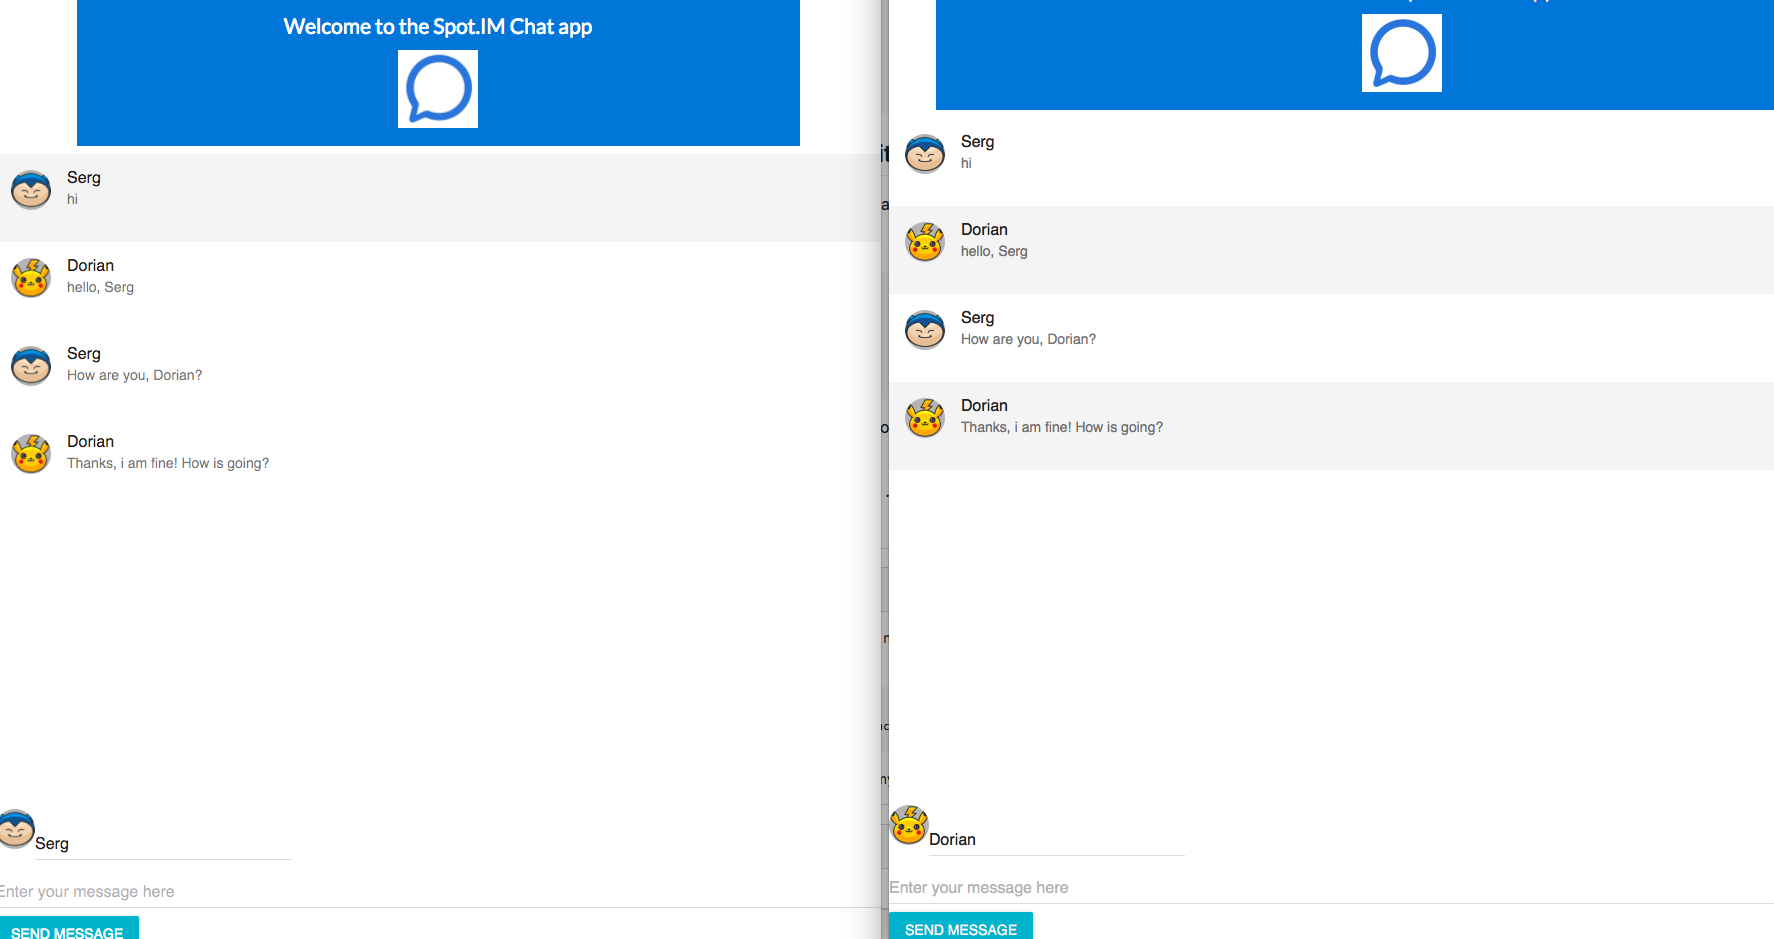 Welcome to the Spot.IM Chat app
Serg
hi
Dorian
hello, Serg
Serg
How are you, Dorian?
Dorian
Thanks, i am fine! How is going?
Serg
Enter your message here
SEND MESSAGE
Serg
hi
Dorian
hello, Serg
Serg
How are you, Dorian?
Dorian
Thanks, i am fine! How is going?
Dorian
Enter your message here
SEND MESSAGE